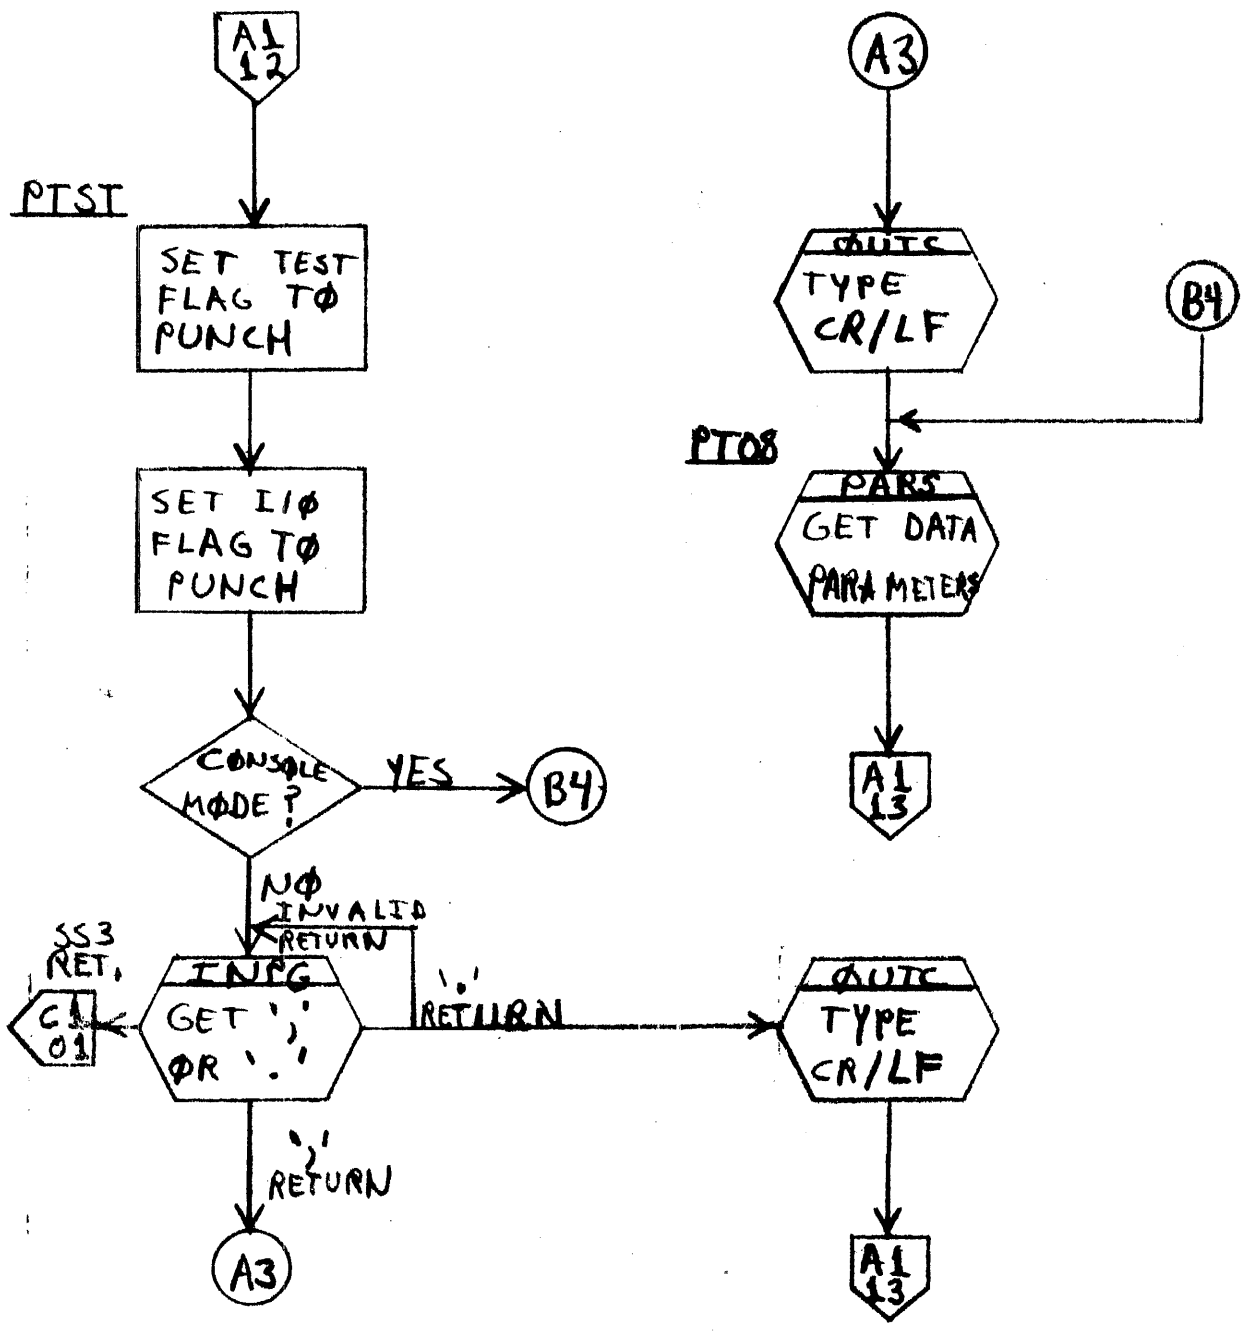 A1
12
PTST
SET TEST
FLAG TØ
PUNCH
SET I/Ø
FLAG TØ
PUNCH
CØNSØLE
MØDE?
YES
B4
NØ
INVALID
RETURN
SS3
RET.
C1
01
INPG
GET ','
ØR '.'
'.'
RETURN
','
RETURN
A3
A3
ØUTC
TYPE
CR/LF
B4
PT08
PARS
GET DATA
PARAMETERS
A1
13
ØUTC
TYPE
CR/LF
A1
13